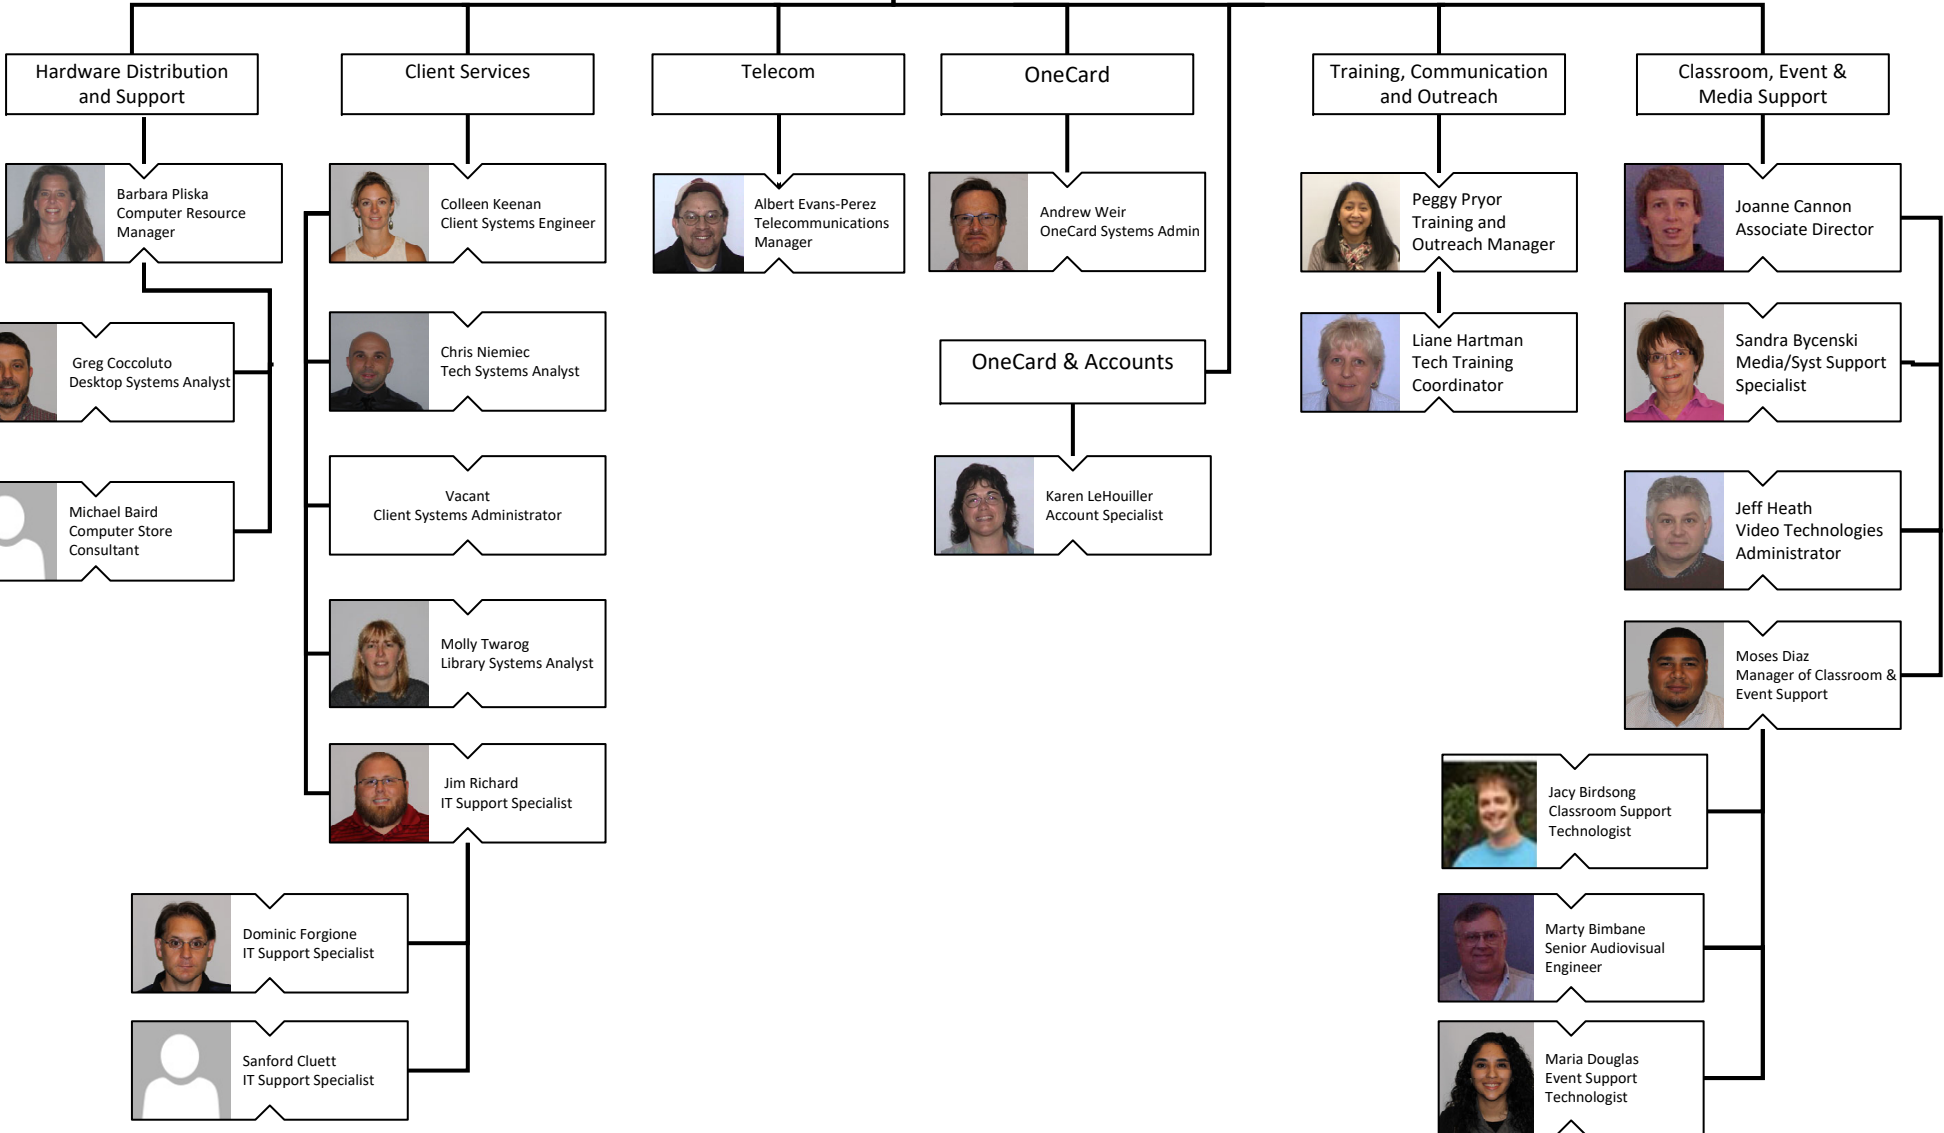 Hardware Distribution
and Support
Client Services
Telecom
OneCard
Training, Communication
and Outreach
Classroom, Event &
Media Support
Barbara Pliska
Computer Resource
Manager
Greg Coccoluto
Desktop Systems Analyst
Michael Baird
Computer Store
Consultant
Colleen Keenan
Client Systems Engineer
Chris Niemiec
Tech Systems Analyst
Vacant
Client Systems Administrator
Molly Twarog
Library Systems Analyst
Jim Richard
IT Support Specialist
Dominic Forgione
IT Support Specialist
Sanford Cluett
IT Support Specialist
Albert Evans-Perez
Telecommunications
Manager
Andrew Weir
OneCard Systems Admin
OneCard & Accounts
Karen LeHouiller
Account Specialist
Peggy Pryor
Training and
Outreach Manager
Liane Hartman
Tech Training
Coordinator
Joanne Cannon
Associate Director
Sandra Bycenski
Media/Syst Support
Specialist
Jeff Heath
Video Technologies
Administrator
Moses Diaz
Manager of Classroom &
Event Support
Jacy Birdsong
Classroom Support
Technologist
Marty Bimbane
Senior Audiovisual
Engineer
Maria Douglas
Event Support
Technologist